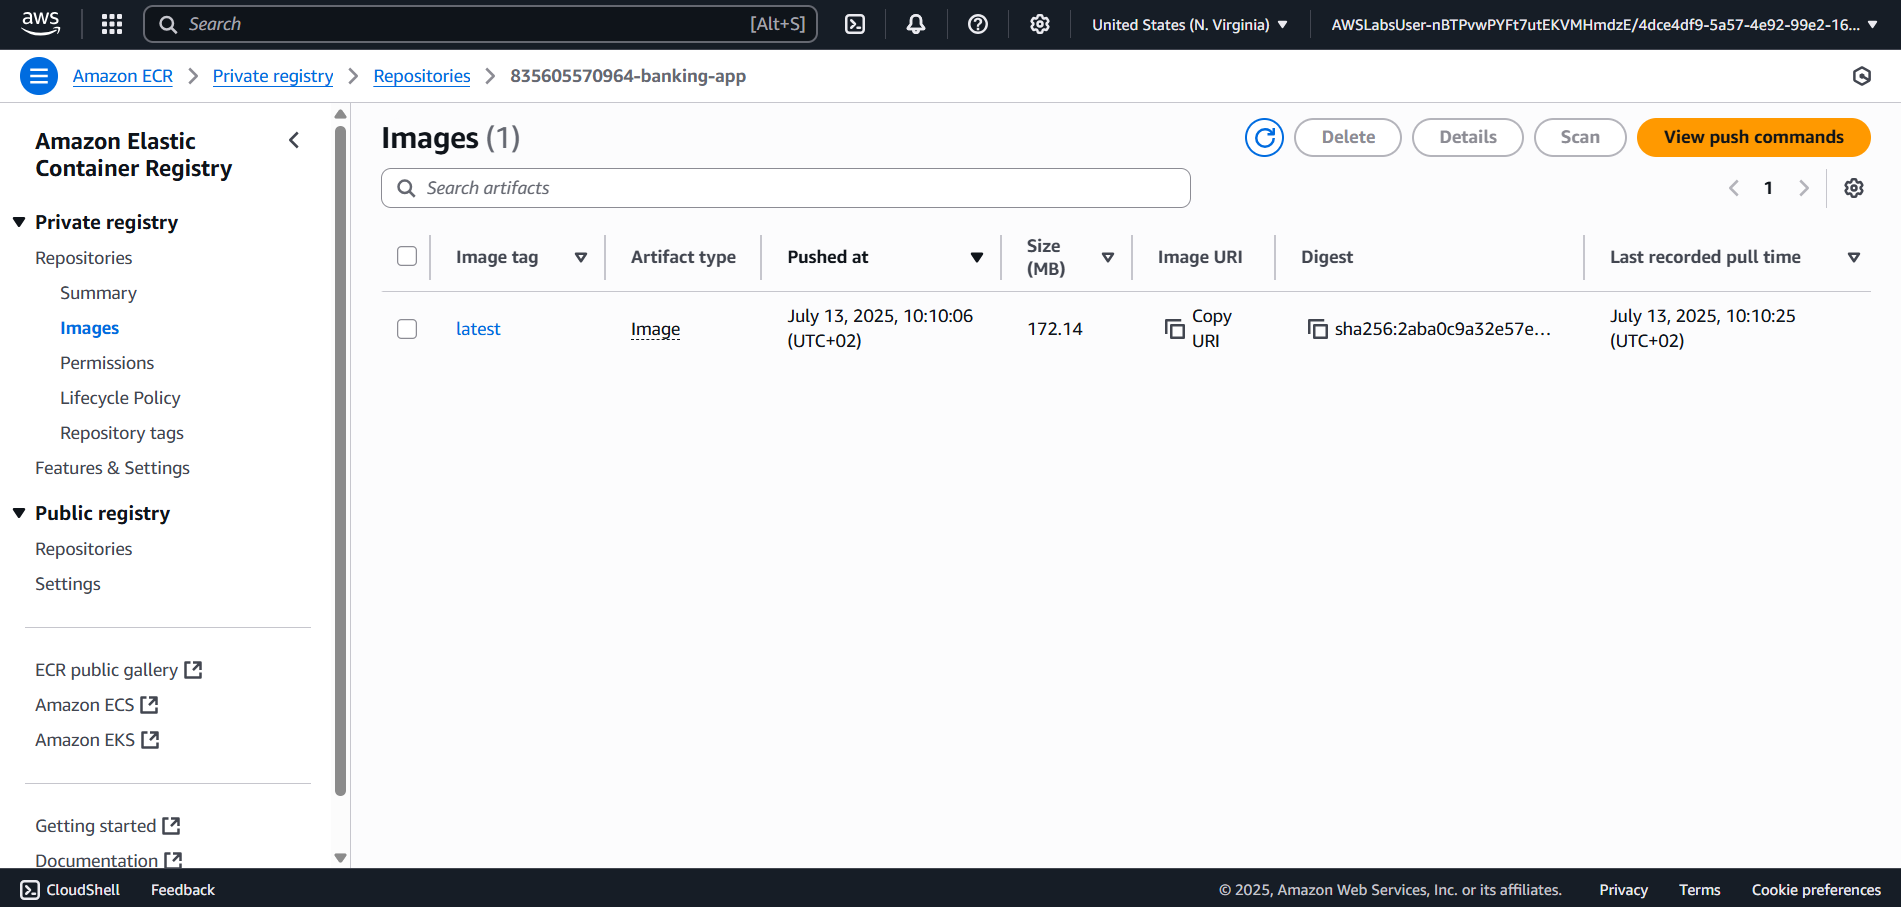 aws
Search
[Alt+S]
United States (N. Virginia)
AWSLabsUser-nBTPvwPYFt7utEKVMHmdzE/4dce4df9-5a57-4e92-99e2-16...
Amazon ECR
Private registry
Repositories
835605570964-banking-app
Amazon Elastic
Container Registry
Private registry
Repositories
Summary
Images
Permissions
Lifecycle Policy
Repository tags
Features & Settings
Public registry
Repositories
Settings
ECR public gallery
Amazon ECS
Amazon EKS
Getting started
Documentation
Images (1)
Delete
Details
Scan
View push commands
Search artifacts
1
Image tag
Artifact type
Pushed at
Size
(MB)
Image URI
Digest
Last recorded pull time
latest
Image
July 13, 2025, 10:10:06
(UTC+02)
172.14
Copy
URI
sha256:2aba0c9a32e57e...
July 13, 2025, 10:10:25
(UTC+02)
CloudShell
Feedback
© 2025, Amazon Web Services, Inc. or its affiliates.
Privacy
Terms
Cookie preferences